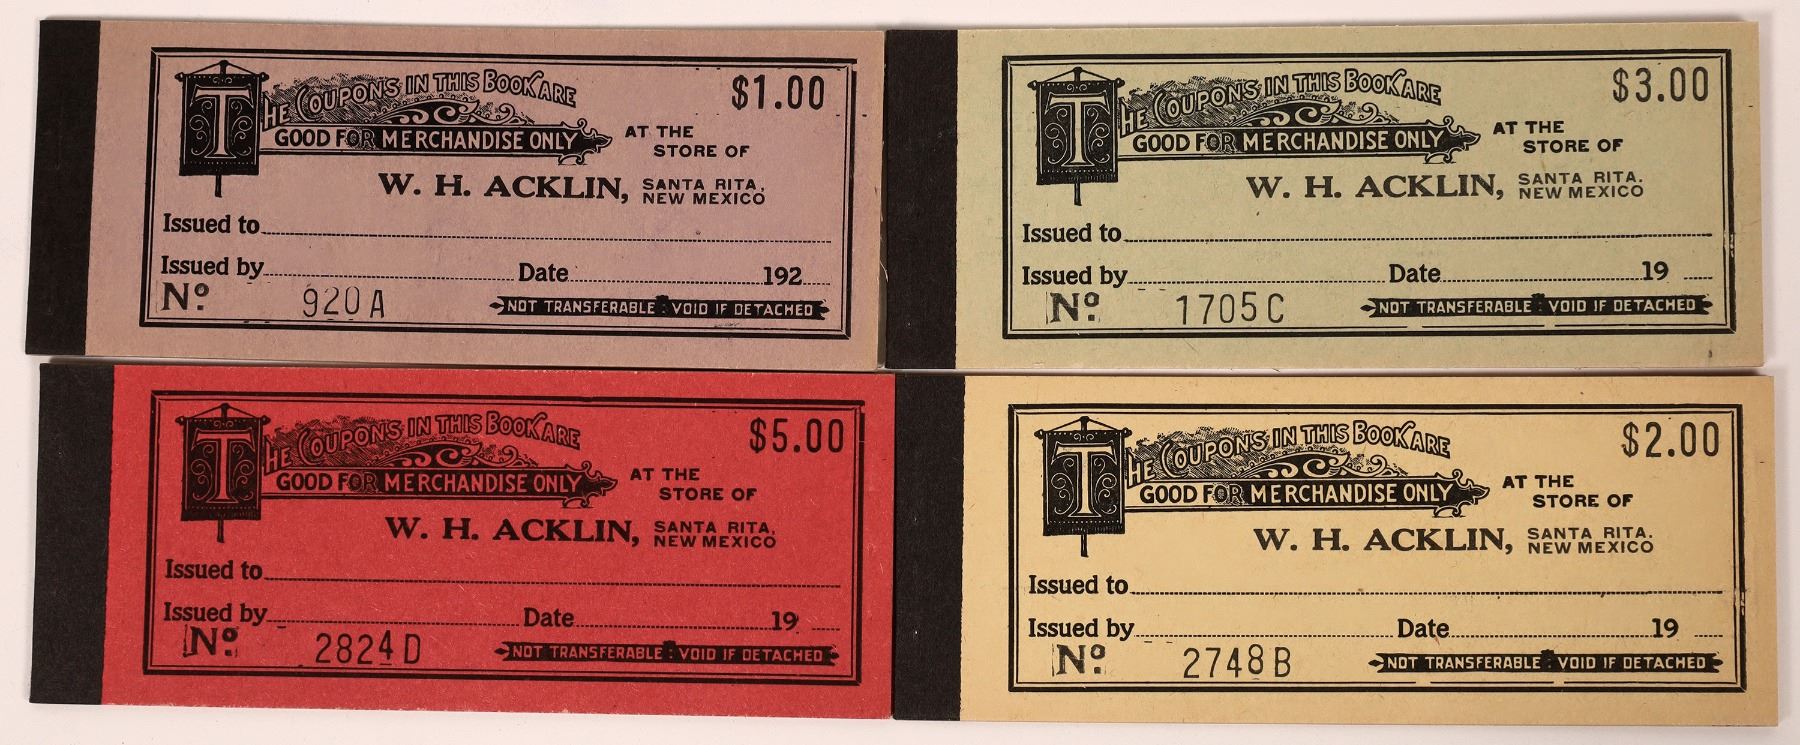 THE COUPONS IN THIS BOOK ARE $1.00
GOOD FOR MERCHANDISE ONLY AT THE
STORE OF
W. H. ACKLIN, SANTA RITA,
NEW MEXICO
Issued to
Issued by Date 192
No. 920 A NOT TRANSFERABLE VOID IF DETACHED
THE COUPONS IN THIS BOOK ARE $3.00
GOOD FOR MERCHANDISE ONLY AT THE
STORE OF
W. H. ACKLIN, SANTA RITA.
NEW MEXICO
Issued to
Issued by Date 19
No. 1705 C NOT TRANSFERABLE VOID IF DETACHED
THE COUPONS IN THIS BOOK ARE $5.00
GOOD FOR MERCHANDISE ONLY AT THE
STORE OF
W. H. ACKLIN, SANTA RITA,
NEW MEXICO
Issued to
Issued by Date 19
No. 2824 D NOT TRANSFERABLE VOID IF DETACHED
THE COUPONS IN THIS BOOK ARE $2.00
GOOD FOR MERCHANDISE ONLY AT THE
STORE OF
W. H. ACKLIN, SANTA RITA.
NEW MEXICO
Issued to
Issued by Date 19
No. 2748 B NOT TRANSFERABLE VOID IF DETACHED